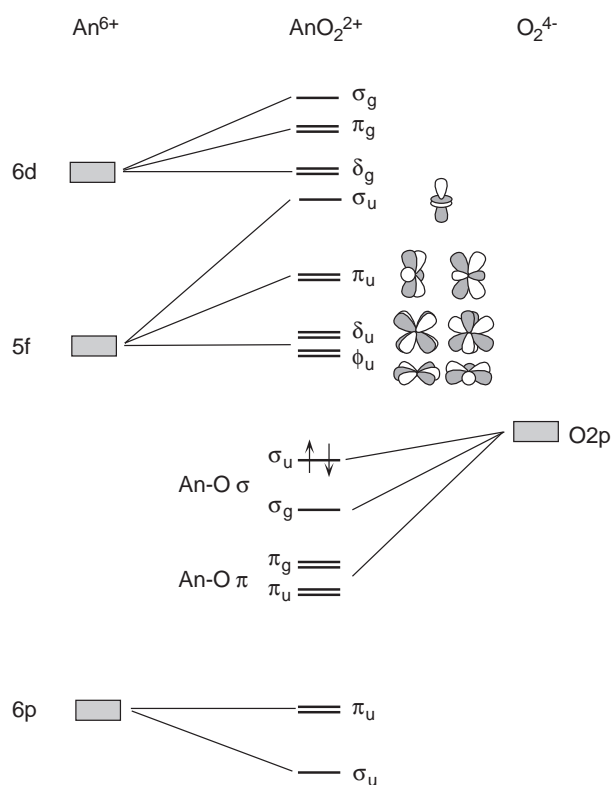 An⁶⁺ AnO₂²⁺ O₂⁴⁻
σg
πg
6d δg
σu
πu
δu
5f
ϕu
O2p
σu
An-O σ
σg
πg
An-O π
πu
6p πu
σu